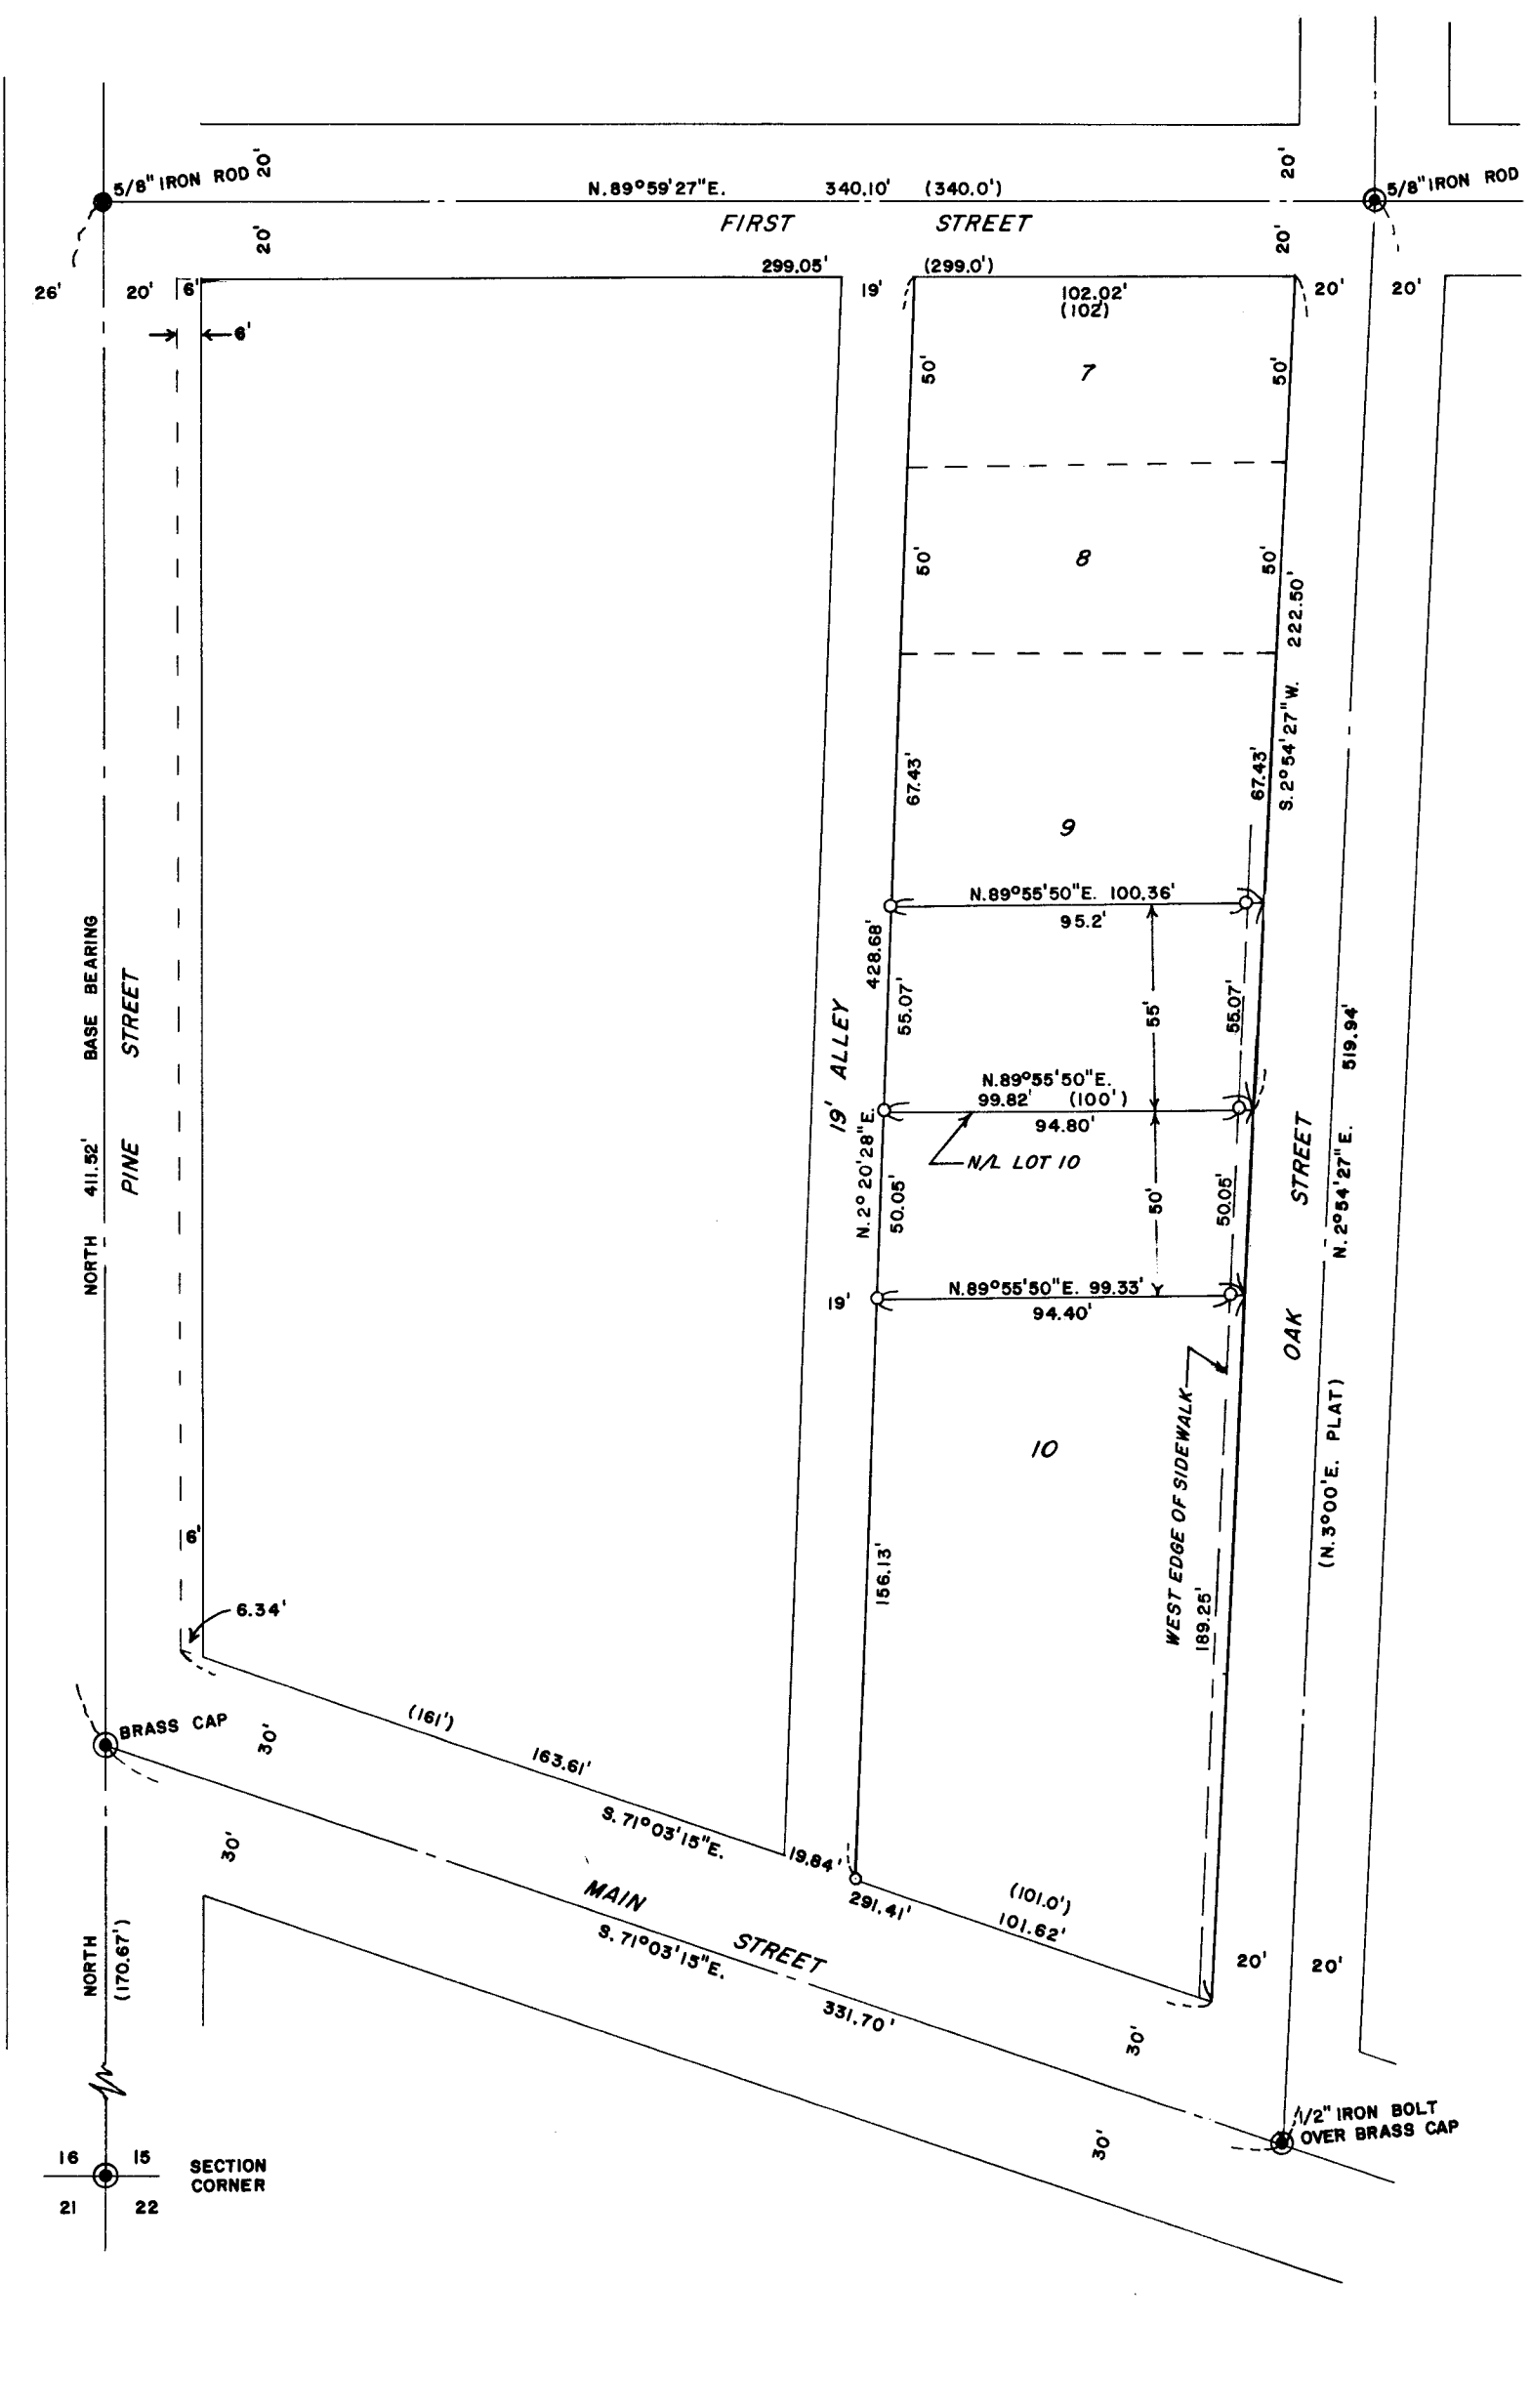 5/8" IRON ROD
20'
N.89°59'27"E.
340.10'
(340.0')
20'
5/8" IRON ROD
FIRST STREET
20'
20'
26'
20'
6'
299.05'
19'
(299.0')
102.02'
(102')
20'
20'
6'
50'
7
50'
50'
8
50'
S.2°54'27"W. 222.50'
67.43'
67.43'
9
N.89°55'50"E. 100.36'
95.2'
NORTH 411.52' BASE BEARING
PINE STREET
19' ALLEY
N.2°20'28"E. 428.68'
55.07'
55'
55.07'
N.89°55'50"E.
99.82' (100')
94.80'
N/L LOT 10
50.05'
50'
50.05'
N.2°54'27"E. 519.94'
OAK STREET
19'
N.89°55'50"E. 99.33'
94.40'
(N.3°00'E. PLAT)
WEST EDGE OF SIDEWALK
10
6'
156.13'
189.25'
6.34'
BRASS CAP
30'
(161')
163.61'
S.71°03'15"E.
30'
19.84'
291.41'
(101.0')
101.62'
MAIN STREET
S.71°03'15"E.
331.70'
NORTH
(170.67')
20'
20'
30'
30'
1/2" IRON BOLT
OVER BRASS CAP
16 15
21 22
SECTION
CORNER